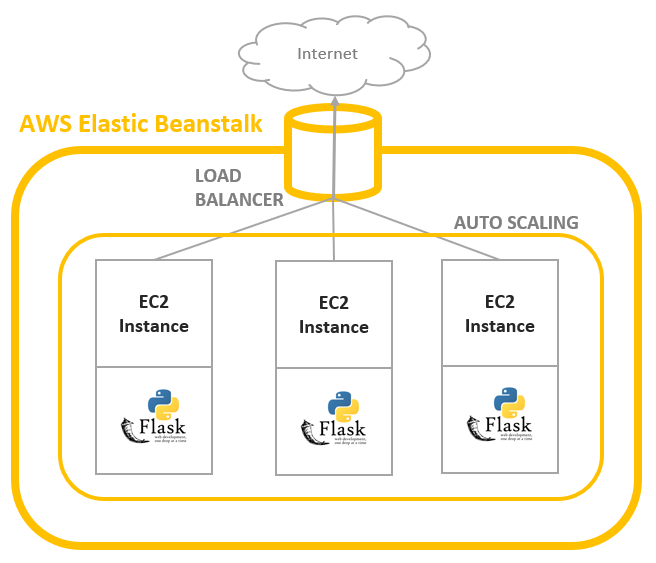 Internet
AWS Elastic Beanstalk
LOAD
BALANCER
AUTO SCALING
EC2
Instance
EC2
Instance
EC2
Instance
Flask
web development,
one drop at a time
Flask
web development,
one drop at a time
Flask
web development,
one drop at a time